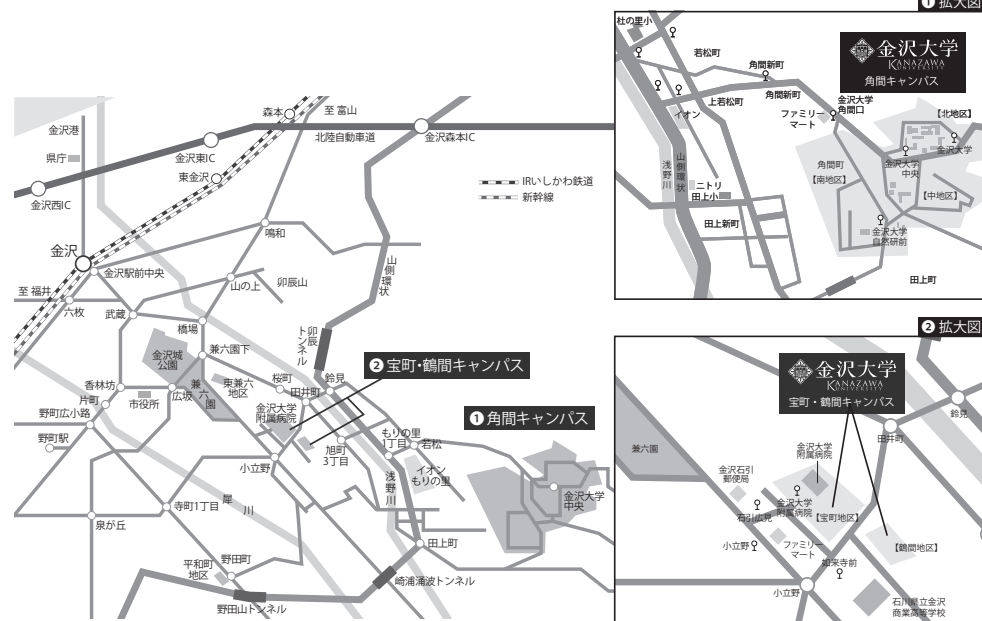 金沢港
県庁
金沢西IC
金沢東IC
東金沢
森本
至 富山
北陸自動車道
金沢森本IC
IRいしかわ鉄道
新幹線
金沢
金沢駅前中央
鳴和
山側環状
至 福井
六枚
武蔵
山の上
卯辰山
橋場
卯辰
トンネル
金沢城
公園
兼六園下
❷ 宝町・鶴間キャンパス
香林坊
片町
市役所
広坂
兼六園
東兼六
地区
桜町
田井町
鈴見
金沢大学
附属病院
❶ 角間キャンパス
野町広小路
野町駅
旭町
3丁目
もりの里
1丁目
若松
小立野
浅野川
イオン
もりの里
金沢大学
中央
泉が丘
寺町1丁目
犀川
田上町
平和町
地区
野田町
野田山トンネル
崎浦涌波トンネル
❶ 拡大図
杜の里小
若松町
角間新町
角間新町
上若松町
イオン
金沢大学
KANAZAWA
UNIVERSITY
角間キャンパス
ファミリー
マート
金沢大学
角間口
【北地区】
金沢大学
金沢大学
中央
浅野川
山側環状
ニトリ
田上小
田上新町
角間町
【南地区】
【中地区】
金沢大学
自然研前
田上町
❷ 拡大図
金沢大学
KANAZAWA
UNIVERSITY
宝町・鶴間キャンパス
鈴見
田井町
兼六園
金沢石引
郵便局
金沢大学
附属病院
石引広見
金沢大学
附属病院
【宝町地区】
小立野
ファミリー
マート
如来寺前
【鶴間地区】
小立野
石川県立金沢
商業高等学校